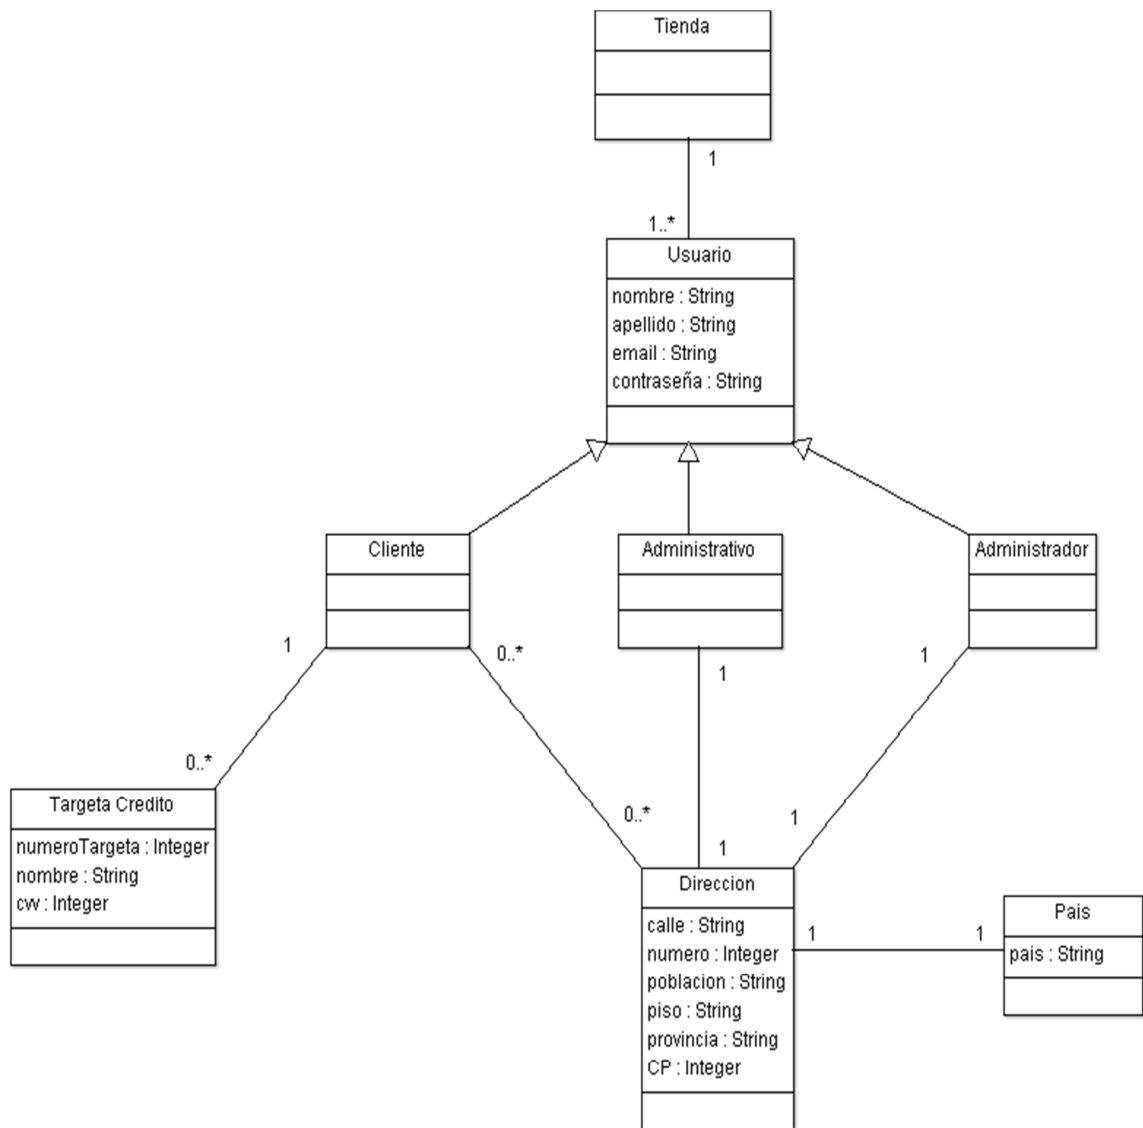 Tienda
1
1..*
Usuario
nombre : String
apellido : String
email : String
contraseña : String
Cliente
Administrativo
Administrador
1
0..*
1
1
0..*
Targeta Credito
numeroTargeta : Integer
nombre : String
cvv : Integer
0..*
1
1
Direccion
calle : String
numero : Integer
poblacion : String
piso : String
provincia : String
CP : Integer
1
1
Pais
pais : String